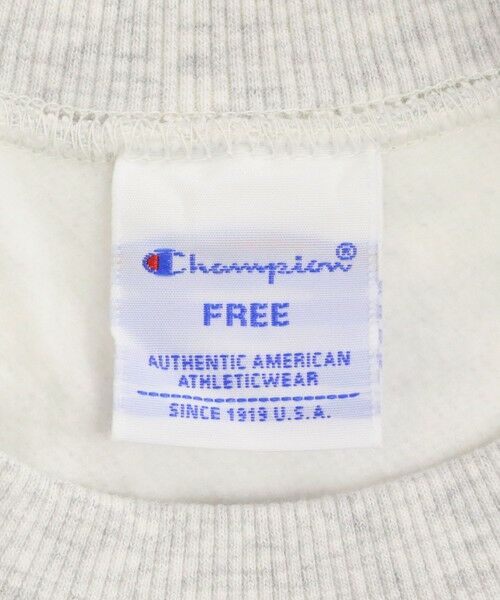 Champion®
FREE
AUTHENTIC AMERICAN
ATHLETICWEAR
SINCE 1919 U.S.A.